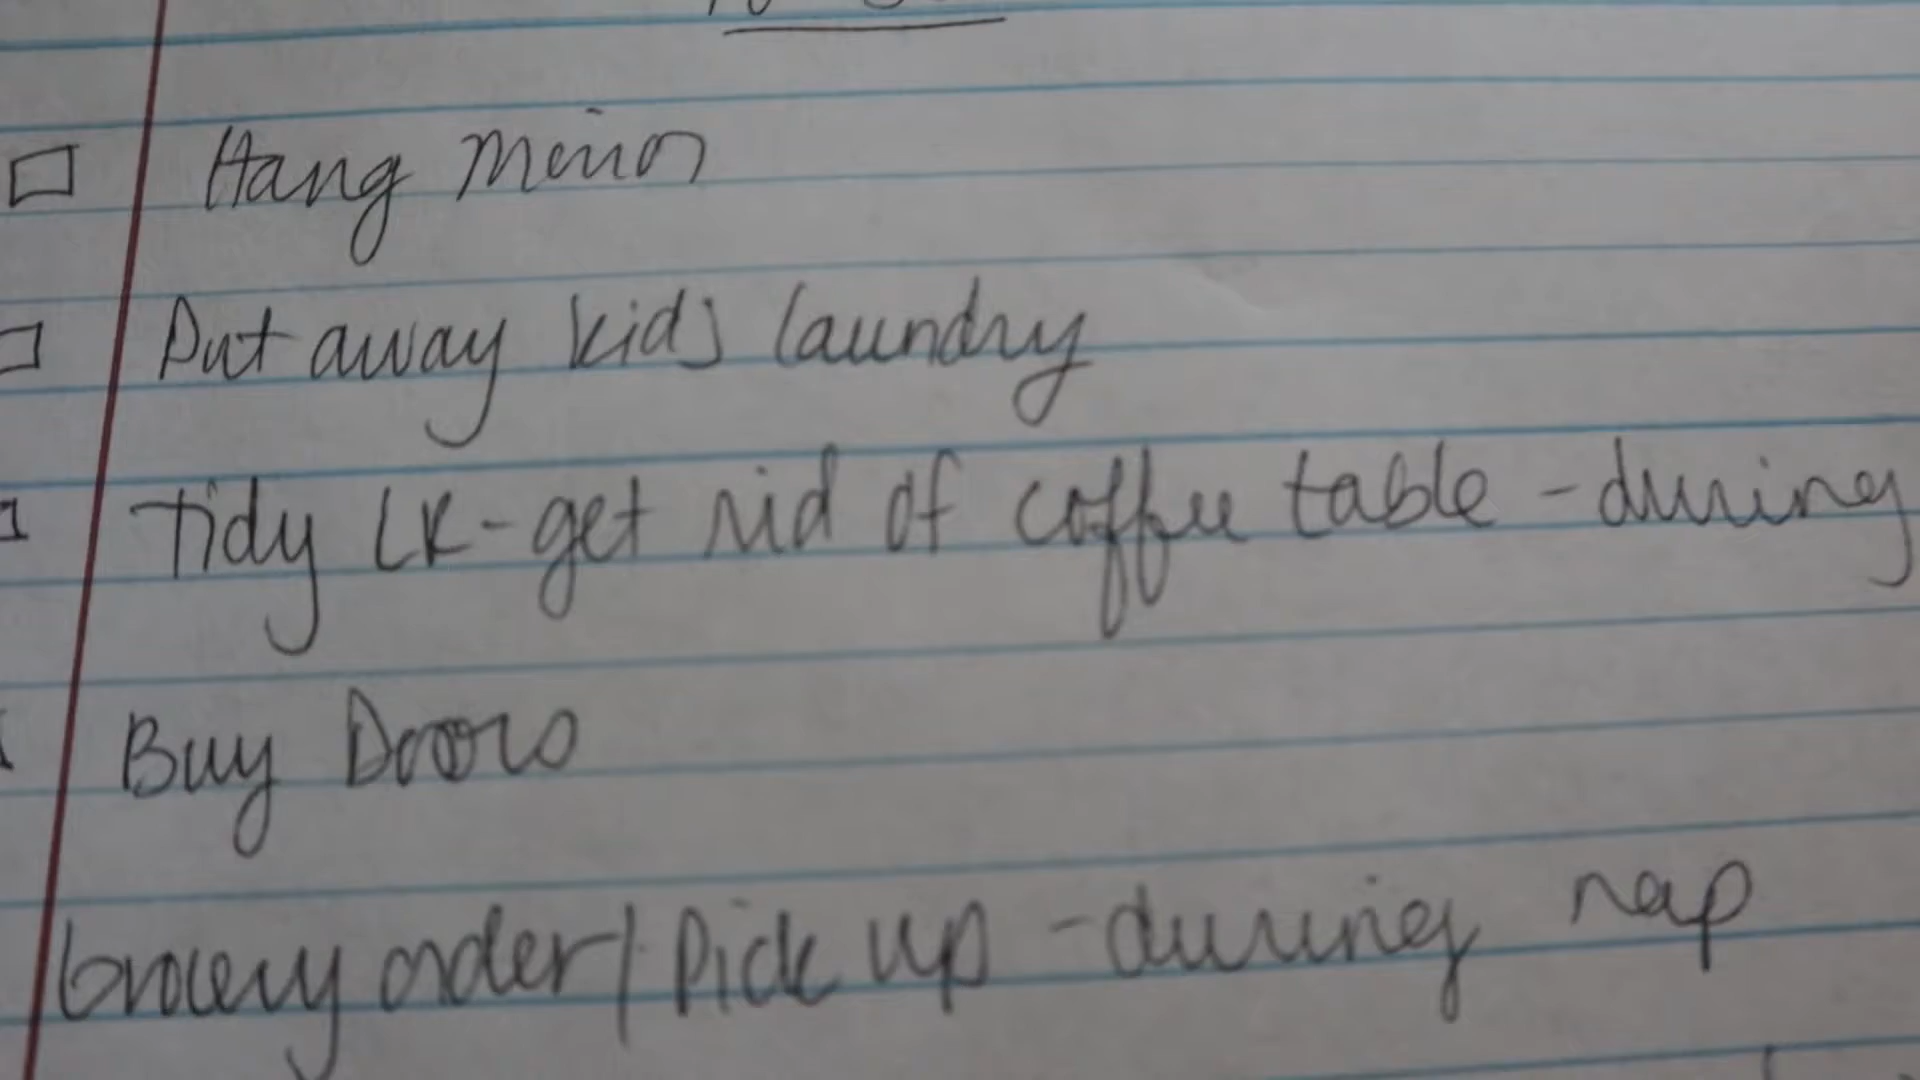 Hang mirror
Put away kids laundry
Tidy LR - get rid of coffee table - during
Buy Doors
Grocery order / Pick up - during nap